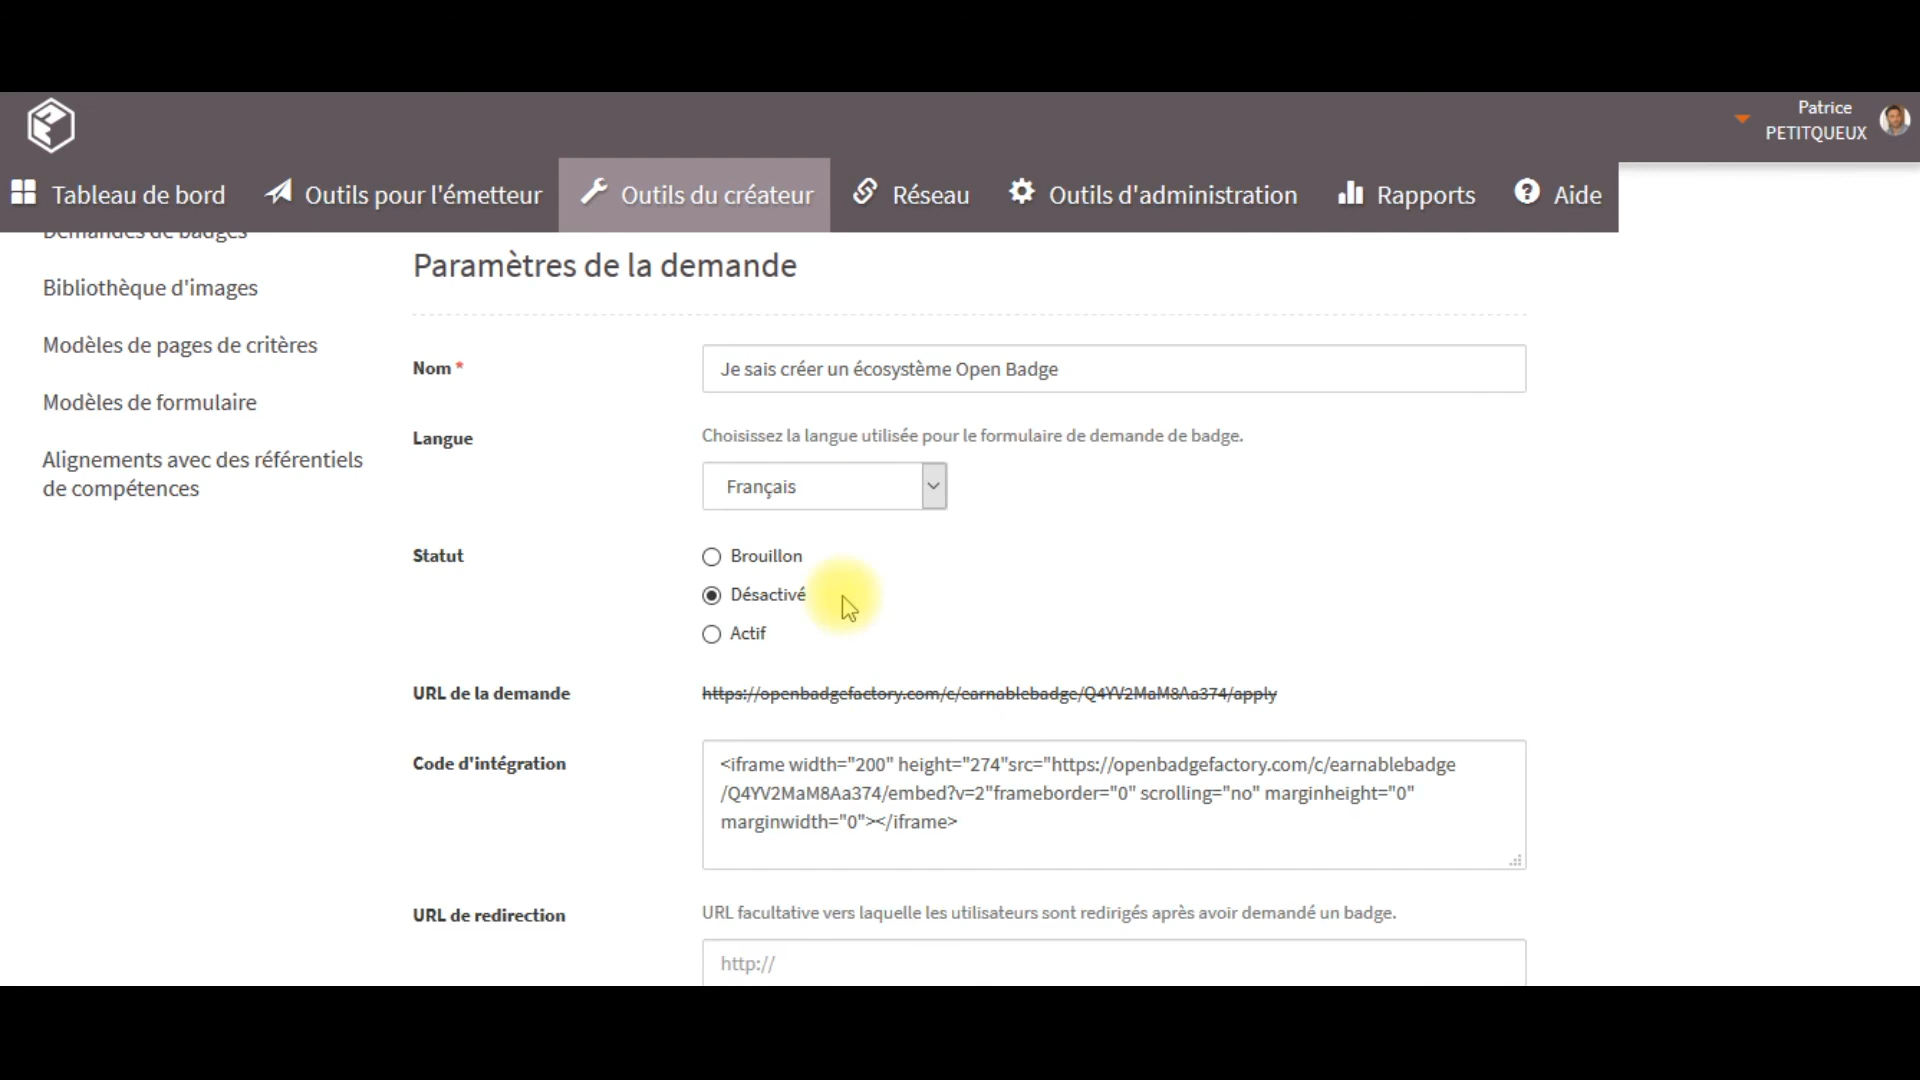 Patrice
PETITQUEUX
Tableau de bord
Outils pour l'émetteur
Outils du créateur
Réseau
Outils d'administration
Rapports
Aide
Demandes de badges
Bibliothèque d'images
Modèles de pages de critères
Modèles de formulaire
Alignements avec des référentiels
de compétences
Paramètres de la demande
Nom *
Je sais créer un écosystème Open Badge
Langue
Choisissez la langue utilisée pour le formulaire de demande de badge.
Français
Statut
Brouillon
Désactivé
Actif
URL de la demande
https://openbadgefactory.com/c/earnablebadge/Q4YV2MaM8Aa374/apply
Code d'intégration
<iframe width="200" height="274"src="https://openbadgefactory.com/c/earnablebadge
/Q4YV2MaM8Aa374/embed?v=2"frameborder="0" scrolling="no" marginheight="0"
marginwidth="0"></iframe>
URL de redirection
URL facultative vers laquelle les utilisateurs sont redirigés après avoir demandé un badge.
http://